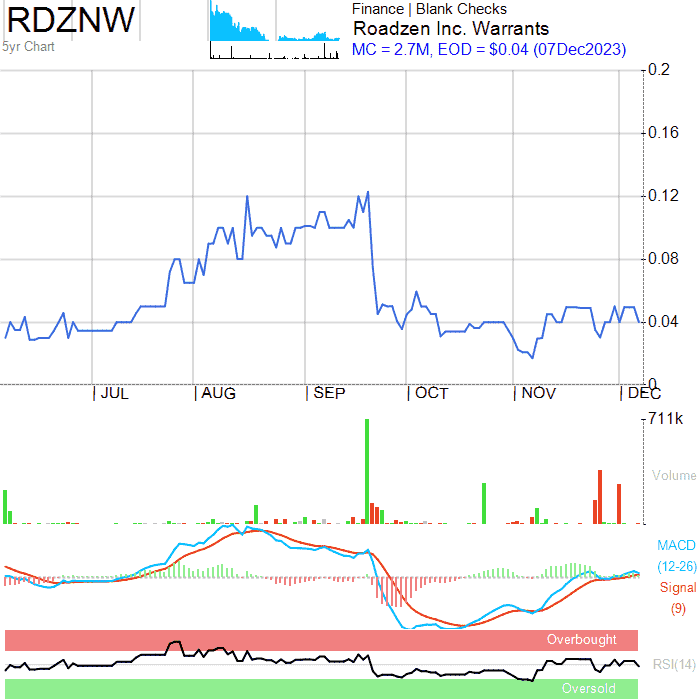 RDZNW
5yr Chart
Finance | Blank Checks
Roadzen Inc. Warrants
MC = 2.7M, EOD = $0.04 (07Dec2023)
0.2
0.16
0.12
0.08
0.04
0
JUL
AUG
SEP
OCT
NOV
DEC
711k
Volume
MACD
(12-26)
Signal
(9)
Overbought
RSI(14)
Oversold